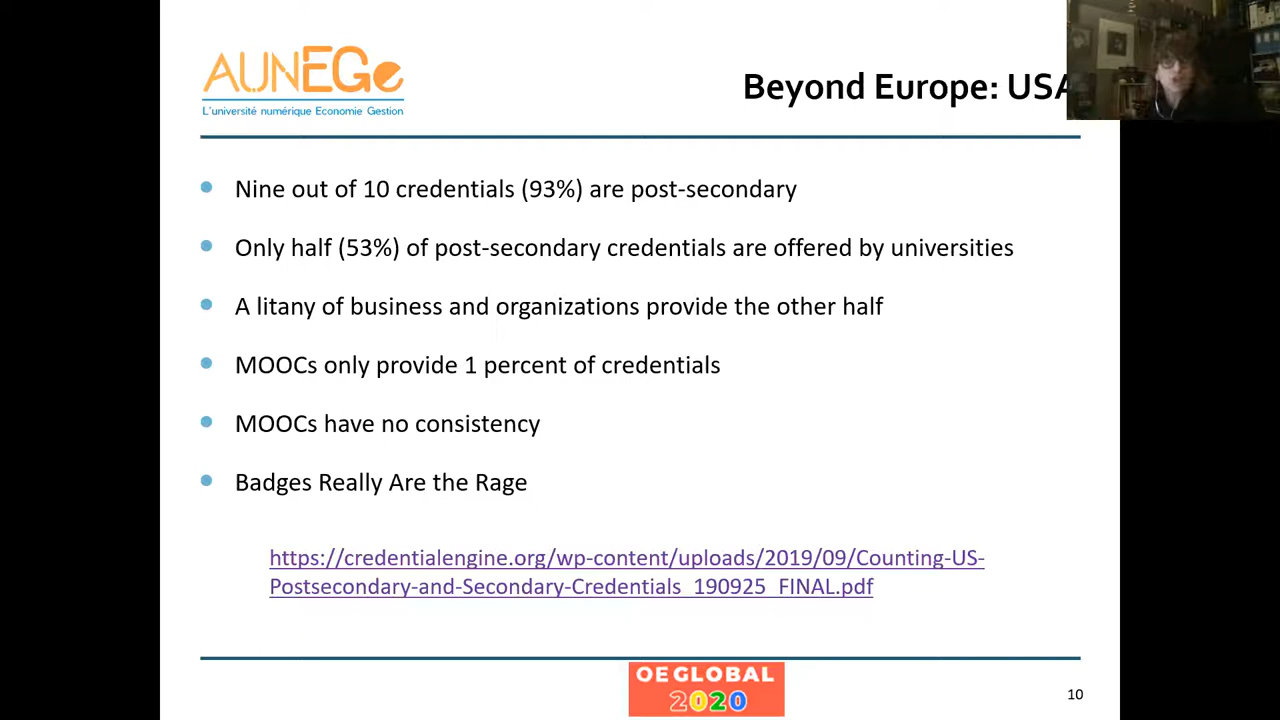 AUNEGe
L'université numérique Economie Gestion
Beyond Europe: USA
Nine out of 10 credentials (93%) are post-secondary
Only half (53%) of post-secondary credentials are offered by universities
A litany of business and organizations provide the other half
MOOCs only provide 1 percent of credentials
MOOCs have no consistency
Badges Really Are the Rage
https://credentialengine.org/wp-content/uploads/2019/09/Counting-US-
Postsecondary-and-Secondary-Credentials_190925_FINAL.pdf
OEGLOBAL
2020
10